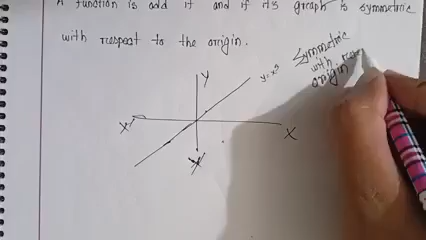 A function is odd if and if its graph is symmetric
with respect to the origin.
Y
y=x³
Symmetric
with
origin
X
X